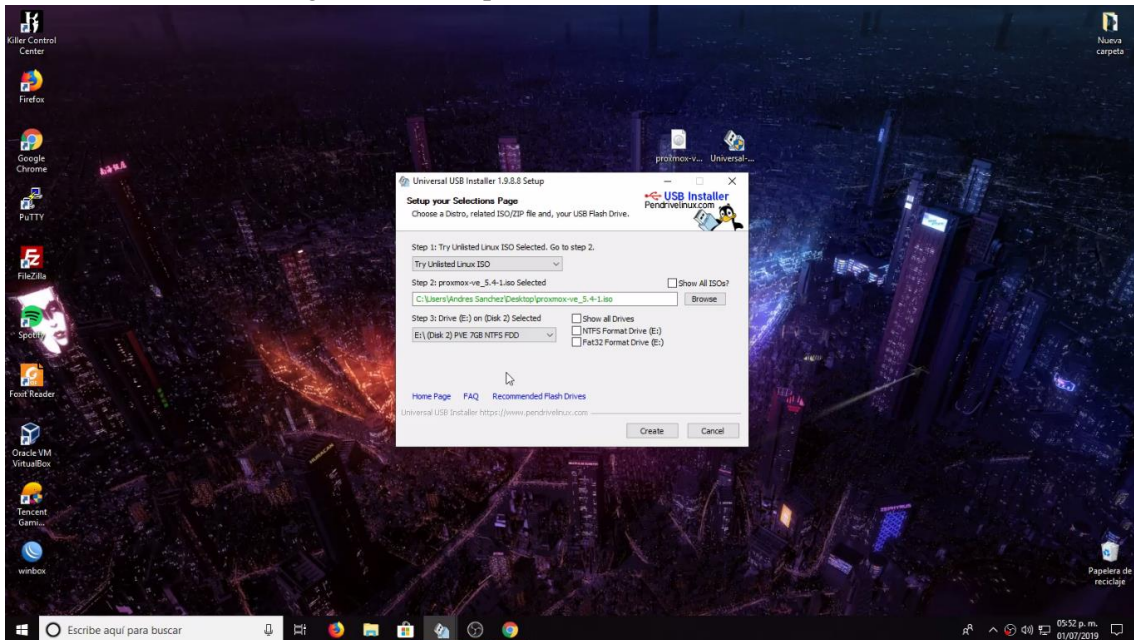 Killer Control
Center
Firefox
Google
Chrome
PuTTY
FileZilla
Spotify
Foxit Reader
Oracle VM
VirtualBox
Tencent
Gami...
winbox
Nueva
carpeta
proxmox-v...
Universal-...
Universal USB Installer 1.9.8.8 Setup
Setup your Selections Page
Choose a Distro, related ISO/ZIP file and, your USB Flash Drive.
USB Installer
Pendrivelinux.com
Step 1: Try Unlisted Linux ISO Selected. Go to step 2.
Try Unlisted Linux ISO
Step 2: proxmox-ve_5.4-1.iso Selected
Show All ISOs?
C:\Users\Andres Sanchez\Desktop\proxmox-ve_5.4-1.iso
Browse
Step 3: Drive (E:) on (Disk 2) Selected
Show all Drives
E:\ (Disk 2) PVE 7GB NTFS FDD
NTFS Format Drive (E:)
Fat32 Format Drive (E:)
Home Page FAQ Recommended Flash Drives
Universal USB Installer https://www.pendrivelinux.com
Create Cancel
Papelera de
reciclaje
Escribe aquí para buscar
05:52 p. m.
01/07/2019